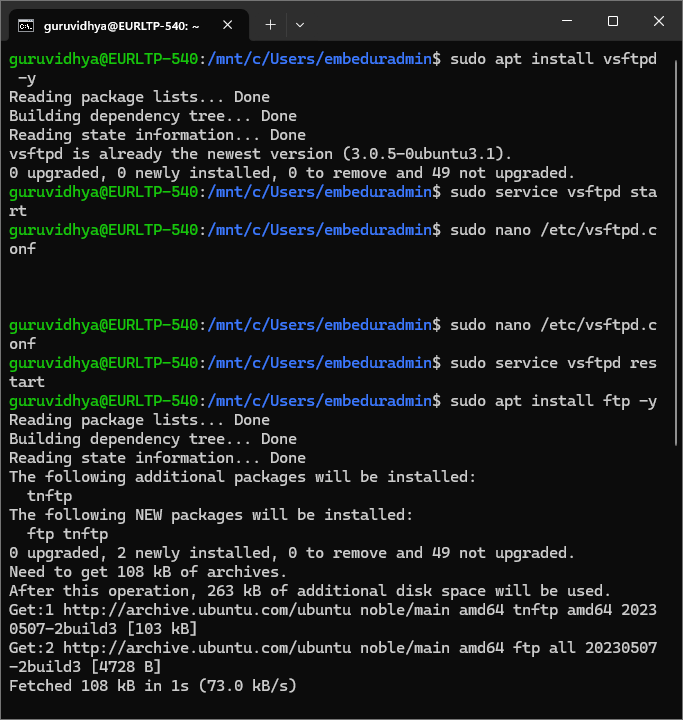 guruvidhya@EURLTP-540: ~
guruvidhya@EURLTP-540:/mnt/c/Users/embeduradmin$ sudo apt install vsftpd
 -y
Reading package lists... Done
Building dependency tree... Done
Reading state information... Done
vsftpd is already the newest version (3.0.5-0ubuntu3.1).
0 upgraded, 0 newly installed, 0 to remove and 49 not upgraded.
guruvidhya@EURLTP-540:/mnt/c/Users/embeduradmin$ sudo service vsftpd sta
rt
guruvidhya@EURLTP-540:/mnt/c/Users/embeduradmin$ sudo nano /etc/vsftpd.c
onf
guruvidhya@EURLTP-540:/mnt/c/Users/embeduradmin$ sudo nano /etc/vsftpd.c
onf
guruvidhya@EURLTP-540:/mnt/c/Users/embeduradmin$ sudo service vsftpd res
tart
guruvidhya@EURLTP-540:/mnt/c/Users/embeduradmin$ sudo apt install ftp -y
Reading package lists... Done
Building dependency tree... Done
Reading state information... Done
The following additional packages will be installed:
  tnftp
The following NEW packages will be installed:
  ftp tnftp
0 upgraded, 2 newly installed, 0 to remove and 49 not upgraded.
Need to get 108 kB of archives.
After this operation, 263 kB of additional disk space will be used.
Get:1 http://archive.ubuntu.com/ubuntu noble/main amd64 tnftp amd64 2023
0507-2build3 [103 kB]
Get:2 http://archive.ubuntu.com/ubuntu noble/main amd64 ftp all 20230507
-2build3 [4728 B]
Fetched 108 kB in 1s (73.0 kB/s)